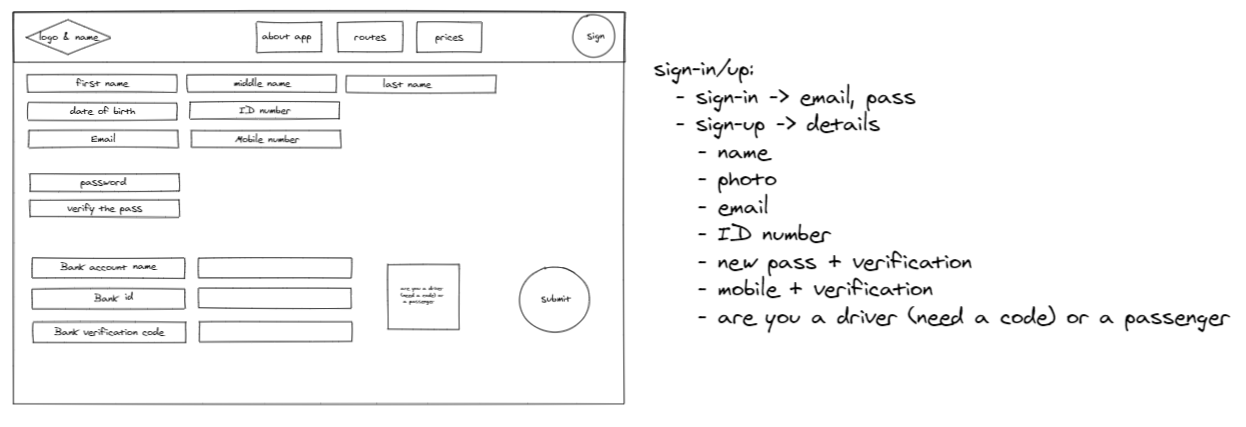 logo & name
about app
routes
prices
sign
first name
middle name
last name
date of birth
ID number
Email
Mobile number
password
verify the pass
Bank account name
Bank id
Bank verification code
are you a driver
(need a code) or
a passenger
Submit
sign-in/up:
- sign-in -> email, pass
- sign-up -> details
- name
- photo
- email
- ID number
- new pass + verification
- mobile + verification
- are you a driver (need a code) or a passenger